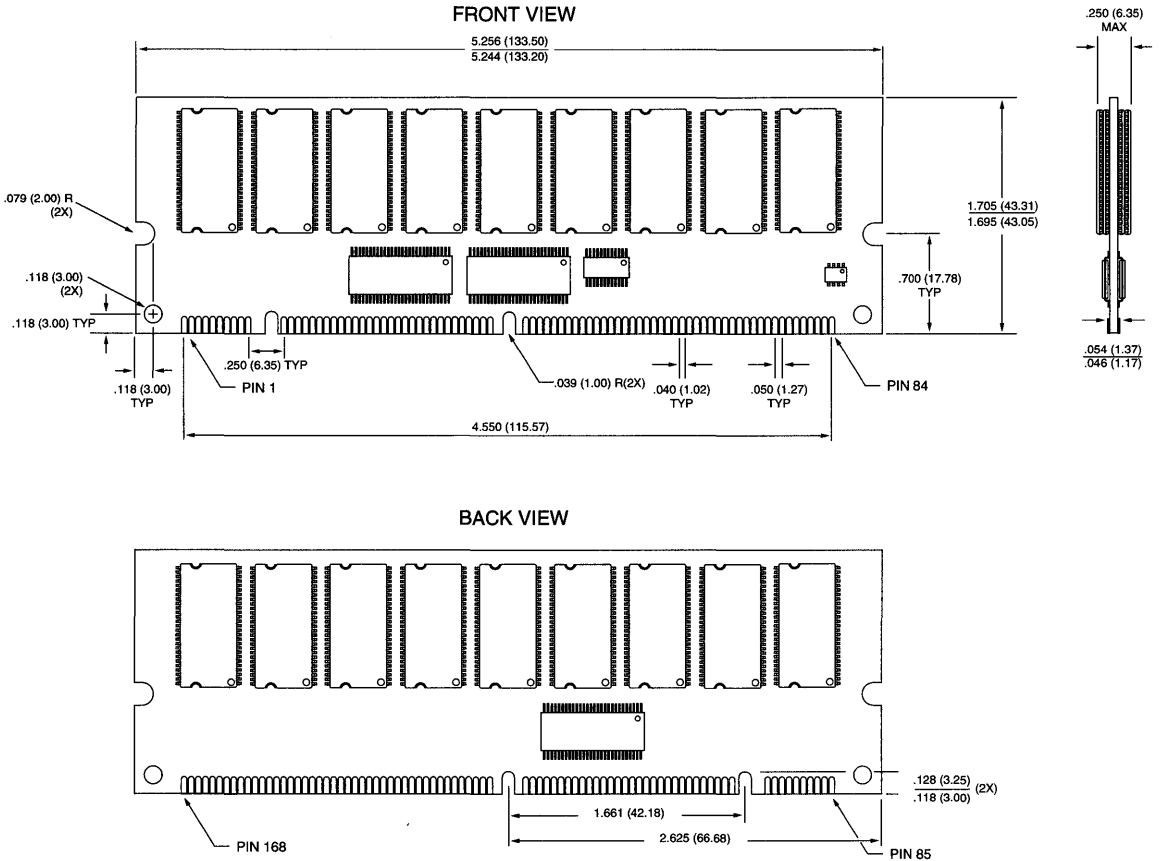 FRONT VIEW
5.256 (133.50)
5.244 (133.20)
.250 (6.35)
MAX
.079 (2.00) R
(2X)
1.705 (43.31)
1.695 (43.05)
.118 (3.00)
(2X)
.700 (17.78)
TYP
.118 (3.00) TYP
.250 (6.35) TYP
.054 (1.37)
.046 (1.17)
.118 (3.00)
TYP
PIN 1
.039 (1.00) R(2X)
.040 (1.02)
TYP
.050 (1.27)
TYP
PIN 84
4.550 (115.57)
BACK VIEW
.128 (3.25)
.118 (3.00)
(2X)
1.661 (42.18)
2.625 (66.68)
PIN 168
PIN 85